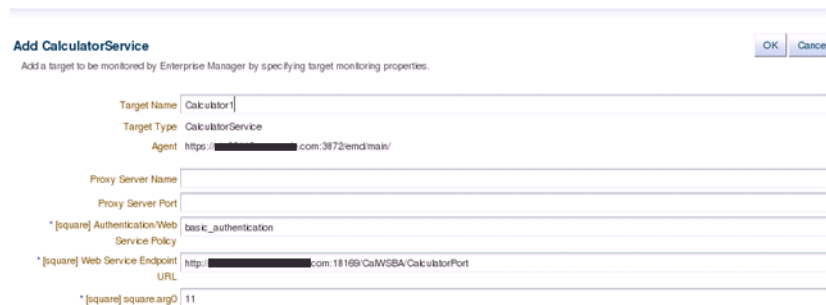 Add CalculatorService
OK Cance
Add a target to be monitored by Enterprise Manager by specifying target monitoring properties.
Target Name Calculator1
Target Type CalculatorService
Agent https:// .com:3872/emd/main/
Proxy Server Name
Proxy Server Port
* [square] Authentication/Web basic_authentication
Service Policy
* [square] Web Service Endpoint http:// com:18169/CalWSBA/CalculatorPort
URL
* [square] square.arg0 11